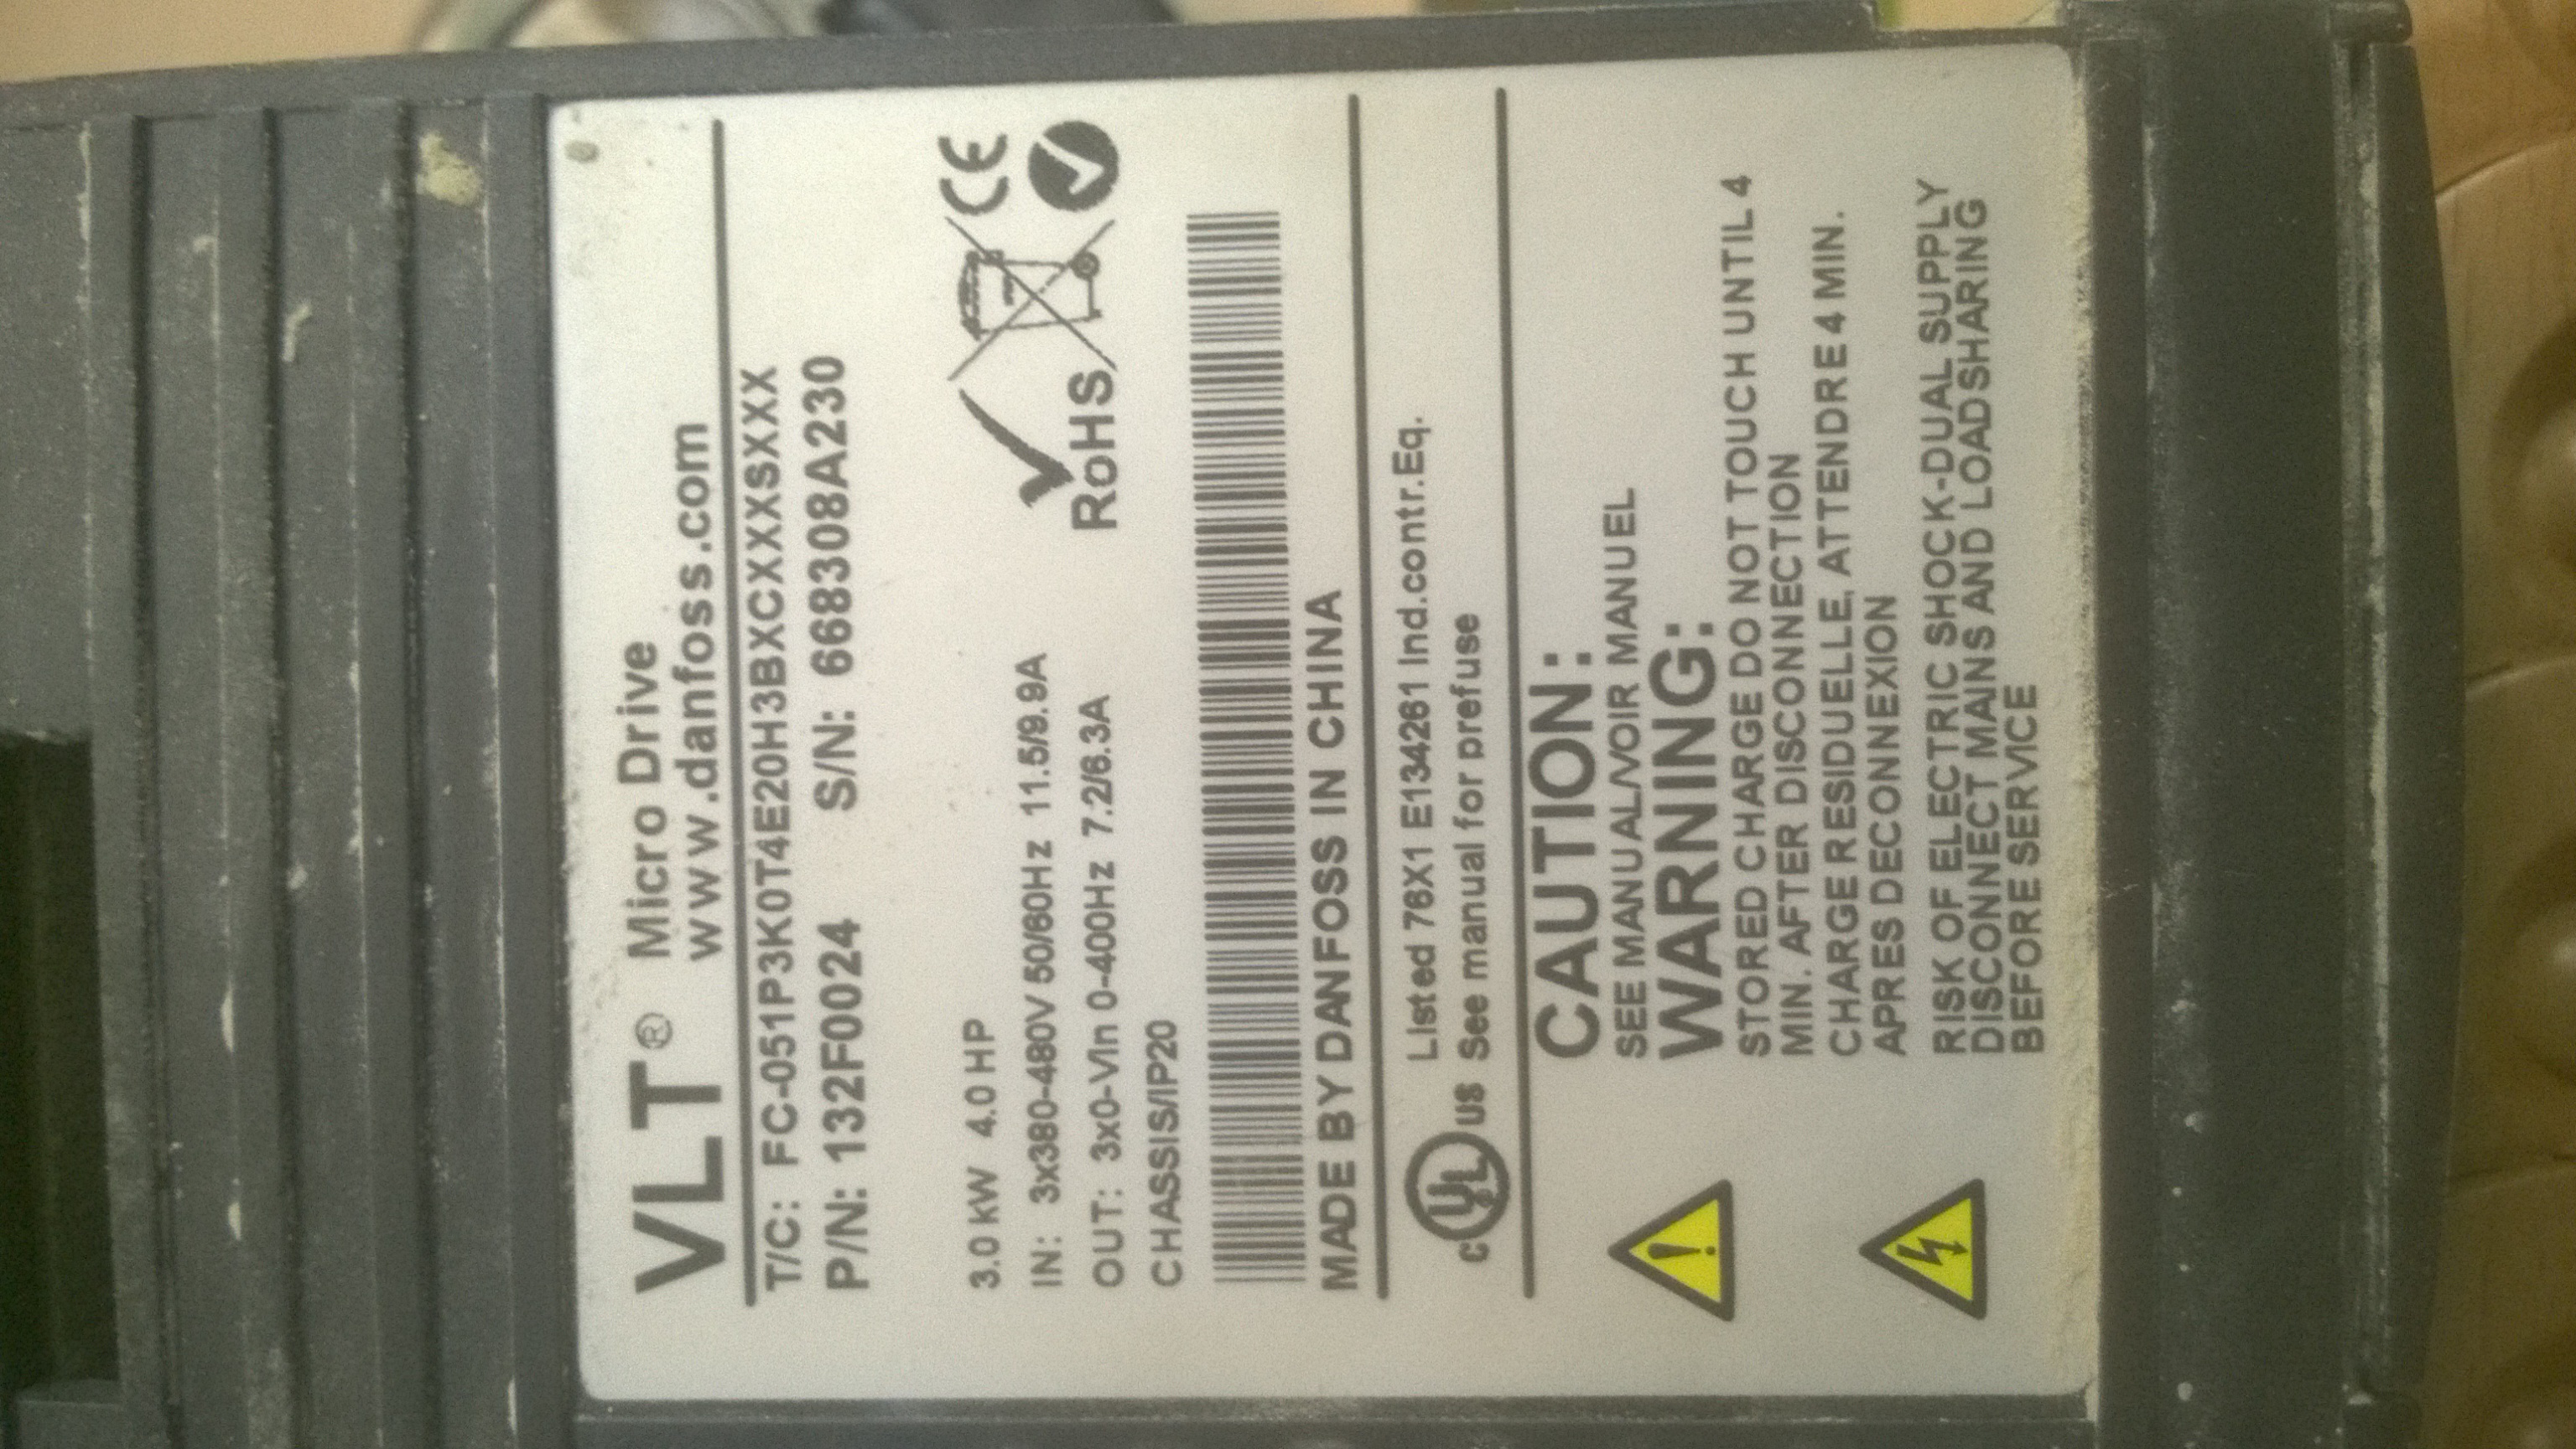 VLT® Micro Drive
www.danfoss.com
T/C: FC-051P3K0T4E20H3BXCXXXSXXX
P/N: 132F0024 S/N: 668308A230
3.0 KW 4.0 HP
IN: 3x380-480V 50/60Hz 11.5/9.9A
OUT: 3x0-Vin 0-400Hz 7.2/6.3A
CHASSIS/IP20
CE
RoHS
MADE BY DANFOSS IN CHINA
c UL US Listed 76X1 E134261 Ind.contr.Eq.
See manual for prefuse
CAUTION:
SEE MANUAL/VOIR MANUEL
WARNING:
STORED CHARGE DO NOT TOUCH UNTIL 4
MIN. AFTER DISCONNECTION
CHARGE RESIDUELLE, ATTENDRE 4 MIN.
APRES DECONNEXION
RISK OF ELECTRIC SHOCK-DUAL SUPPLY
DISCONNECT MAINS AND LOADSHARING
BEFORE SERVICE